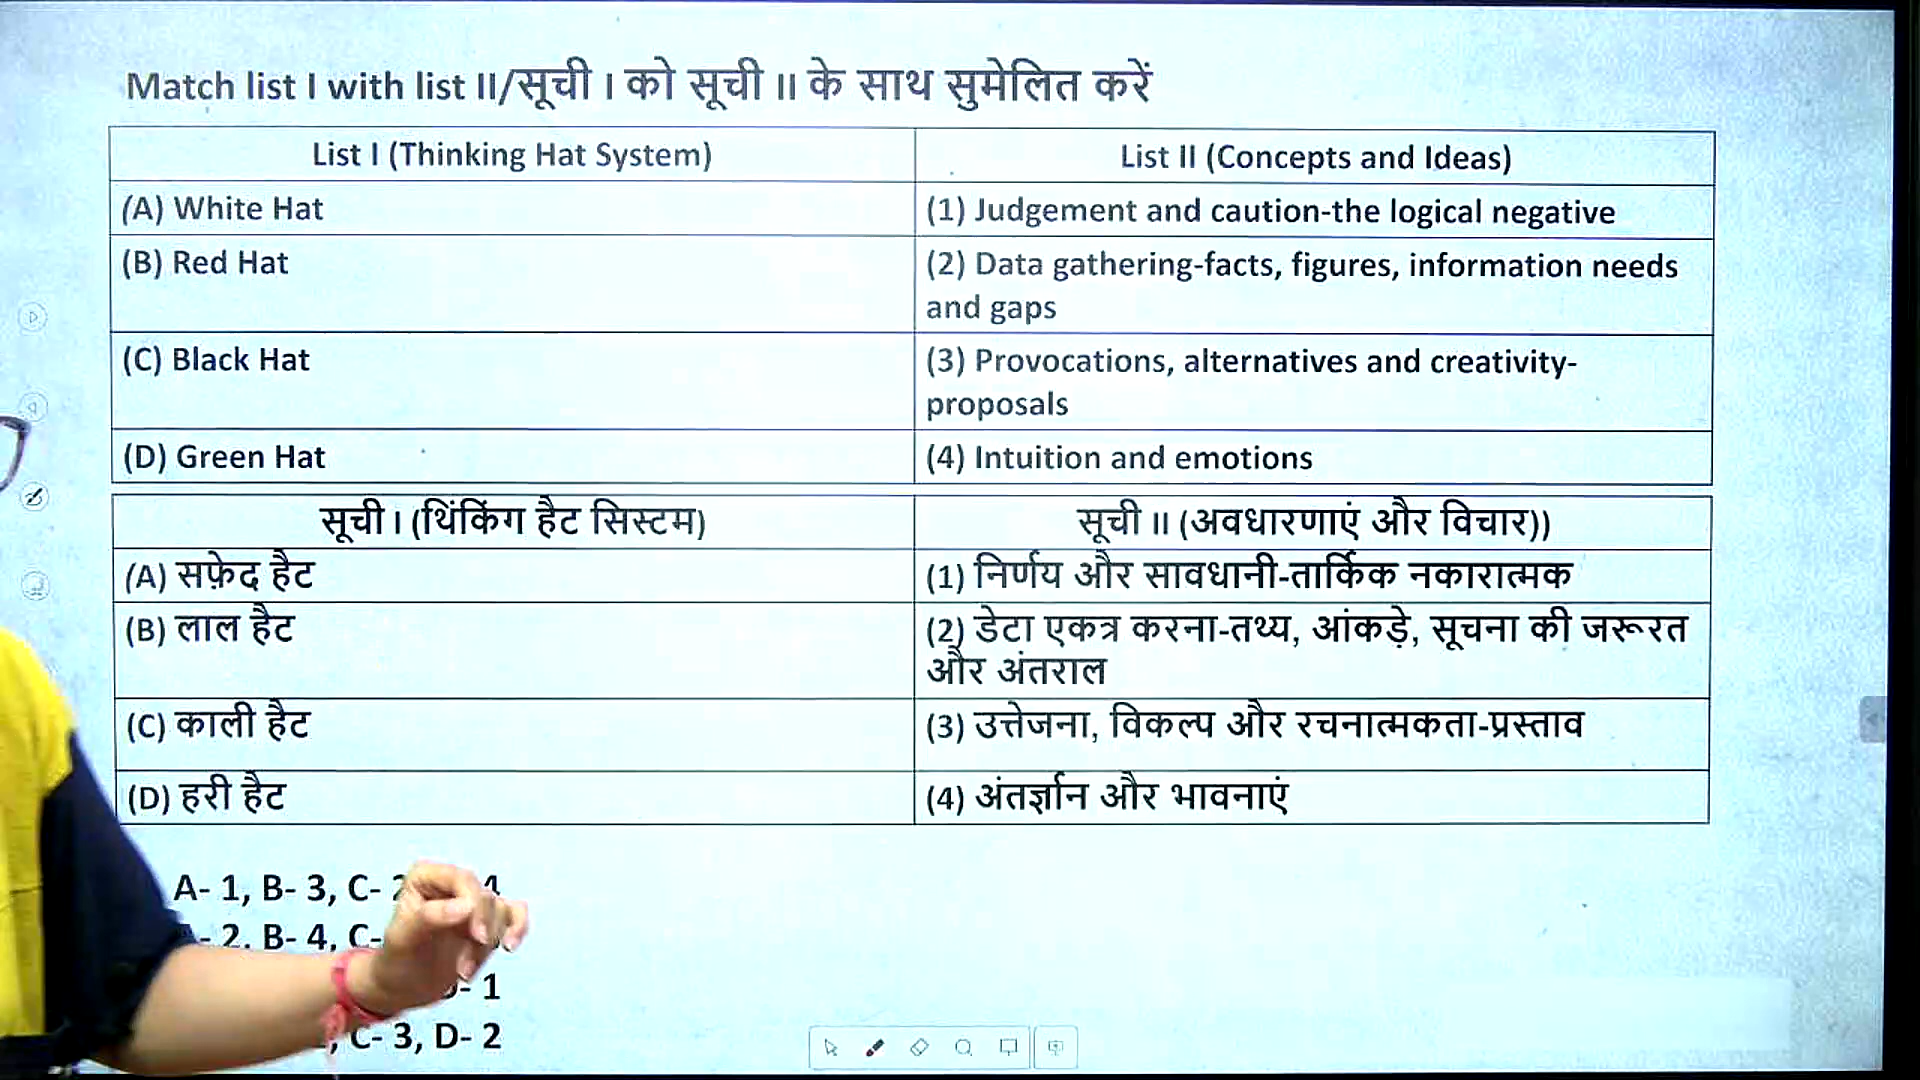 Match list I with list II/सूची I को सूची II के साथ सुमेलित करें
List I (Thinking Hat System)
List II (Concepts and Ideas)
(A) White Hat
(1) Judgement and caution-the logical negative
(B) Red Hat
(2) Data gathering-facts, figures, information needs
and gaps
(C) Black Hat
(3) Provocations, alternatives and creativity-
proposals
(D) Green Hat
(4) Intuition and emotions
सूची I (थिंकिंग हैट सिस्टम)
सूची II (अवधारणाएं और विचार))
(A) सफ़ेद हैट
(1) निर्णय और सावधानी-तार्किक नकारात्मक
(B) लाल हैट
(2) डेटा एकत्र करना-तथ्य, आंकड़े, सूचना की जरूरत
और अंतराल
(C) काली हैट
(3) उत्तेजना, विकल्प और रचनात्मकता-प्रस्ताव
(D) हरी हैट
(4) अंतर्ज्ञान और भावनाएं
A- 1, B- 3, C- 4
- 2. B- 4, C-
- 1
, C- 3, D- 2